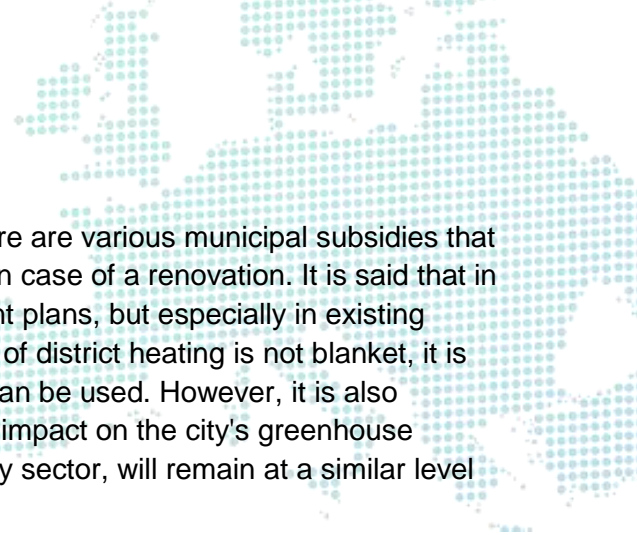 re are various municipal subsidies that
n case of a renovation. It is said that in
nt plans, but especially in existing
of district heating is not blanket, it is
an be used. However, it is also
impact on the city's greenhouse
y sector, will remain at a similar level